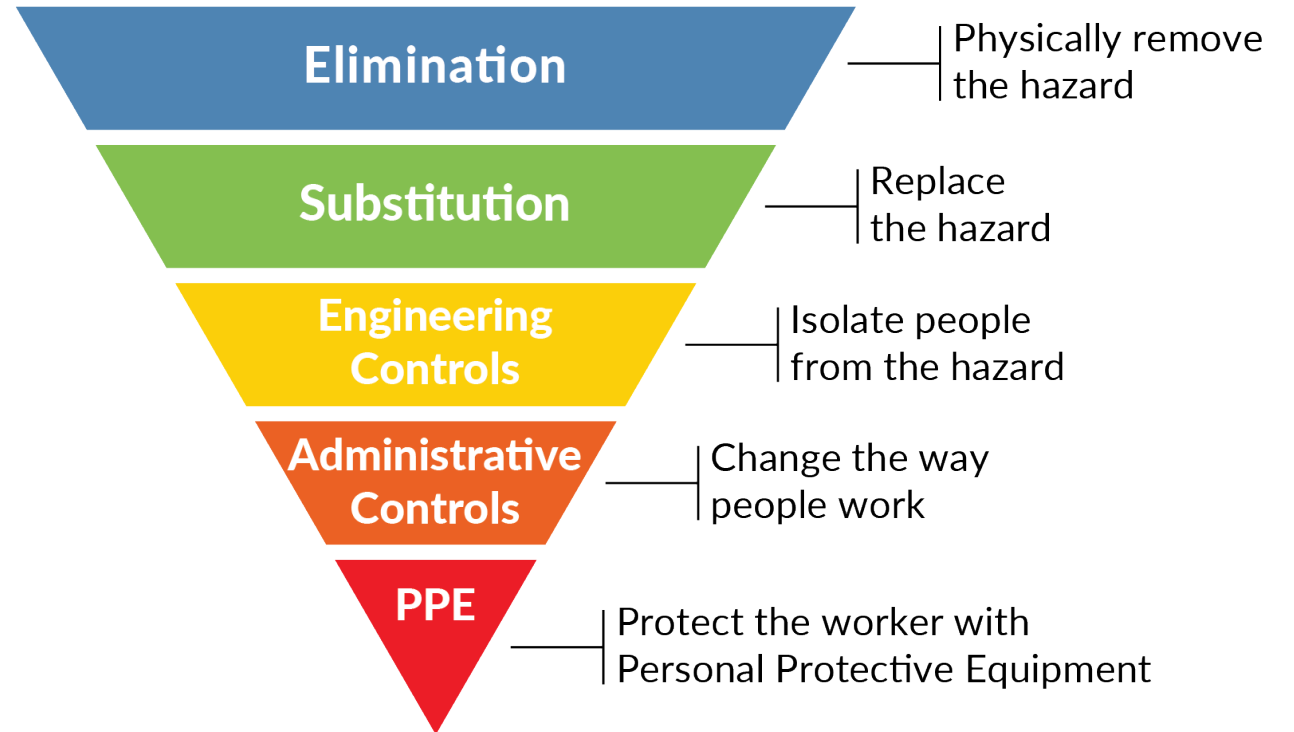 Elimination
Physically remove
the hazard
Substitution
Replace
the hazard
Engineering
Controls
Isolate people
from the hazard
Administrative
Controls
Change the way
people work
PPE
Protect the worker with
Personal Protective Equipment